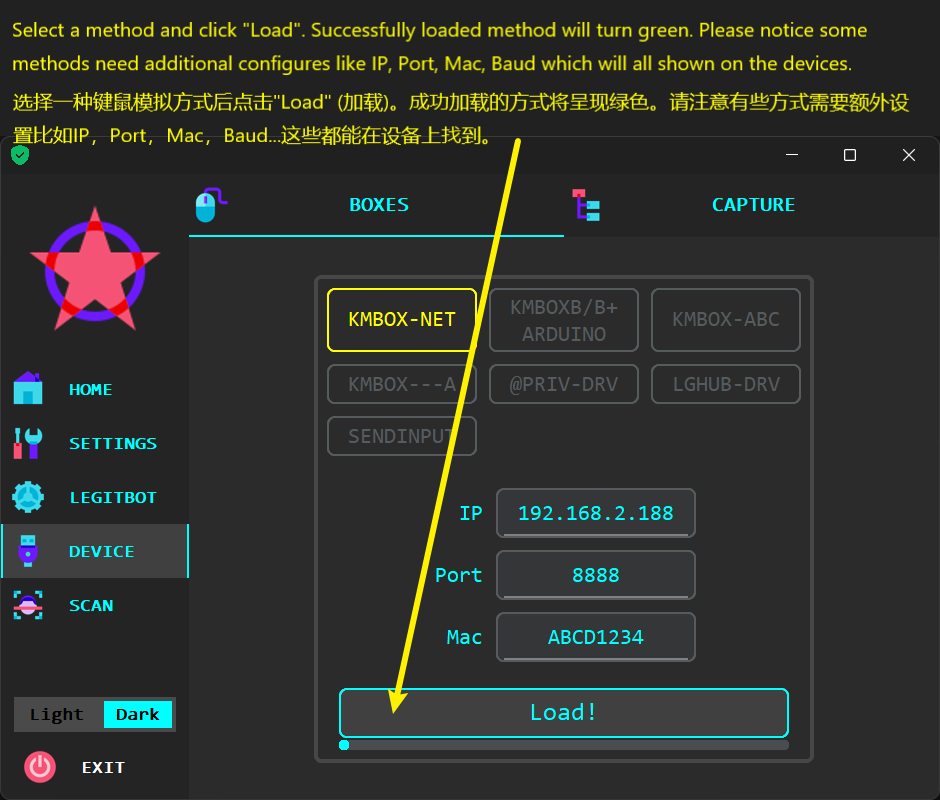 Select a method and click "Load". Successfully loaded method will turn green. Please notice some
methods need additional configures like IP, Port, Mac, Baud which will all shown on the devices.
选择一种键鼠模拟方式后点击"Load" (加载)。成功加载的方式将呈现绿色。请注意有些方式需要额外设
置比如IP，Port，Mac，Baud...这些都能在设备上找到。
BOXES
CAPTURE
HOME
SETTINGS
LEGITBOT
DEVICE
SCAN
Light
Dark
EXIT
KMBOX-NET
KMBOXB/B+
ARDUINO
KMBOX-ABC
KMBOX---A
@PRIV-DRV
LGHUB-DRV
SENDINPUT
IP
192.168.2.188
Port
8888
Mac
ABCD1234
Load!